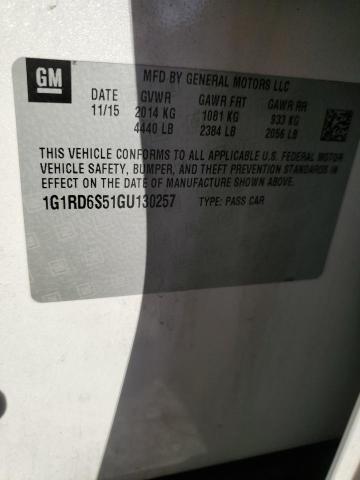 GM
MFD BY GENERAL MOTORS LLC
DATE GVWR GAWR FRT GAWR RR
11/15 2014 KG 1081 KG 933 KG
4440 LB 2384 LB 2056 LB
THIS VEHICLE CONFORMS TO ALL APPLICABLE U.S. FEDERAL MOTOR
VEHICLE SAFETY, BUMPER, AND THEFT PREVENTION STANDARDS IN
EFFECT ON THE DATE OF MANUFACTURE SHOWN ABOVE.
1G1RD6S51GU130257 TYPE: PASS CAR